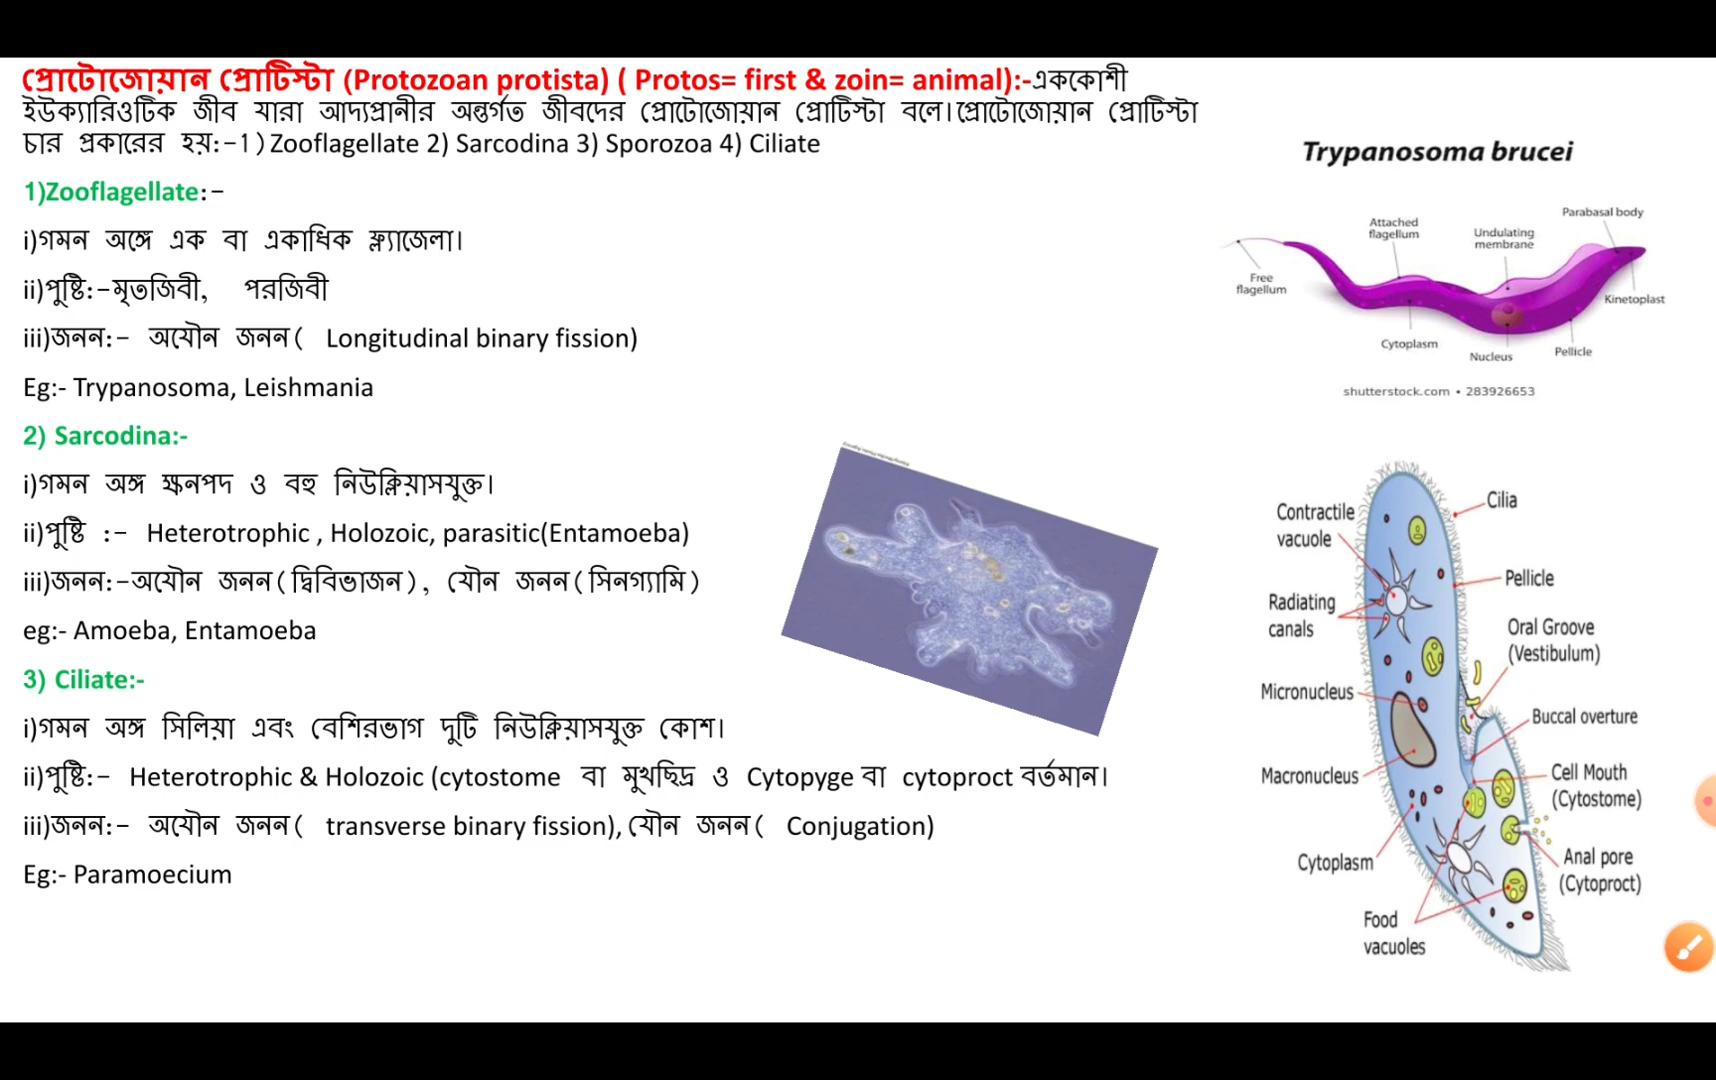 প্রোটোজোয়ান প্রোটিস্টা (Protozoan protista) ( Protos= first & zoin= animal):-এককোশী
ইউক্যারিওটিক জীব যারা আদ্যপ্রানীর অন্তর্গত জীবদের প্রোটোজোয়ান প্রোটিস্টা বলে।প্রোটোজোয়ান প্রোটিস্টা
চার প্রকারের হয়:-1)Zooflagellate 2) Sarcodina 3) Sporozoa 4) Ciliate
1)Zooflagellate:-
i)গমন অঙ্গে এক বা একাধিক ফ্ল্যাজেলা।
ii)পুষ্টি:-মৃতজিবী, পরজিবী
iii)জনন:- অযৌন জনন( Longitudinal binary fission)
Eg:- Trypanosoma, Leishmania
2) Sarcodina:-
i)গমন অঙ্গ ক্ষনপদ ও বহু নিউক্লিয়াসযুক্ত।
ii)পুষ্টি :- Heterotrophic , Holozoic, parasitic(Entamoeba)
iii)জনন:-অযৌন জনন(দ্বিবিভাজন), যৌন জনন(সিনগ্যামি)
eg:- Amoeba, Entamoeba
3) Ciliate:-
i)গমন অঙ্গ সিলিয়া এবং বেশিরভাগ দুটি নিউক্লিয়াসযুক্ত কোশ।
ii)পুষ্টি:- Heterotrophic & Holozoic (cytostome বা মুখছিদ্র ও Cytopyge বা cytoproct বর্তমান।
iii)জনন:- অযৌন জনন( transverse binary fission),যৌন জনন( Conjugation)
Eg:- Paramoecium
Trypanosoma brucei
Parabasal body
Attached
flagellum
Undulating
membrane
Free
flagellum
Kinetoplast
Cytoplasm
Nucleus
Pellicle
shutterstock.com • 283926653
Cilia
Contractile
vacuole
Pellicle
Radiating
canals
Oral Groove
(Vestibulum)
Micronucleus
Buccal overture
Macronucleus
Cell Mouth
(Cytostome)
Cytoplasm
Anal pore
(Cytoproct)
Food
vacuoles